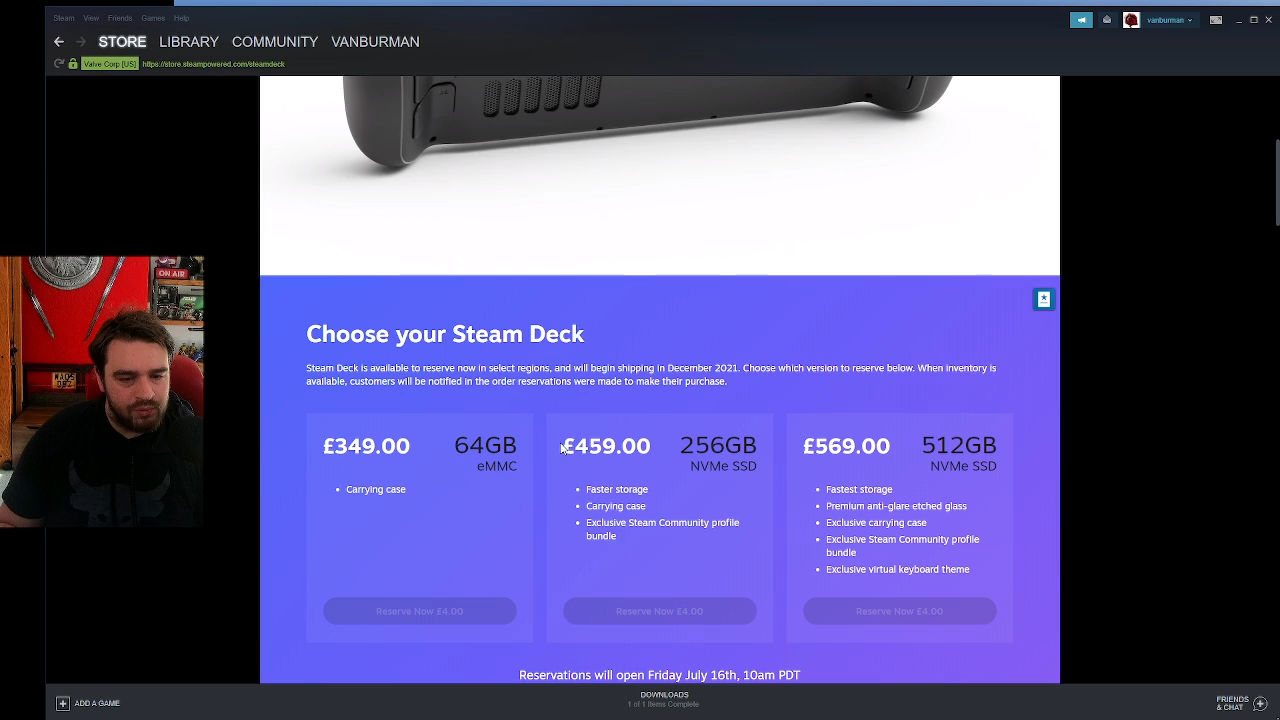 Steam View Friends Games Help
vanburman
STORE LIBRARY COMMUNITY VANBURMAN
Valve Corp [US] https://store.steampowered.com/steamdeck
ON AIR
Choose your Steam Deck
Steam Deck is available to reserve now in select regions, and will begin shipping in December 2021. Choose which version to reserve below. When inventory is
available, customers will be notified in the order reservations were made to make their purchase.
£349.00 64GB
eMMC
• Carrying case
Reserve Now £4.00
£459.00 256GB
NVMe SSD
• Faster storage
• Carrying case
• Exclusive Steam Community profile
bundle
Reserve Now £4.00
£569.00 512GB
NVMe SSD
• Fastest storage
• Premium anti-glare etched glass
• Exclusive carrying case
• Exclusive Steam Community profile
bundle
• Exclusive virtual keyboard theme
Reserve Now £4.00
Reservations will open Friday July 16th, 10am PDT
ADD A GAME
DOWNLOADS
1 of 1 Items Complete
FRIENDS
& CHAT